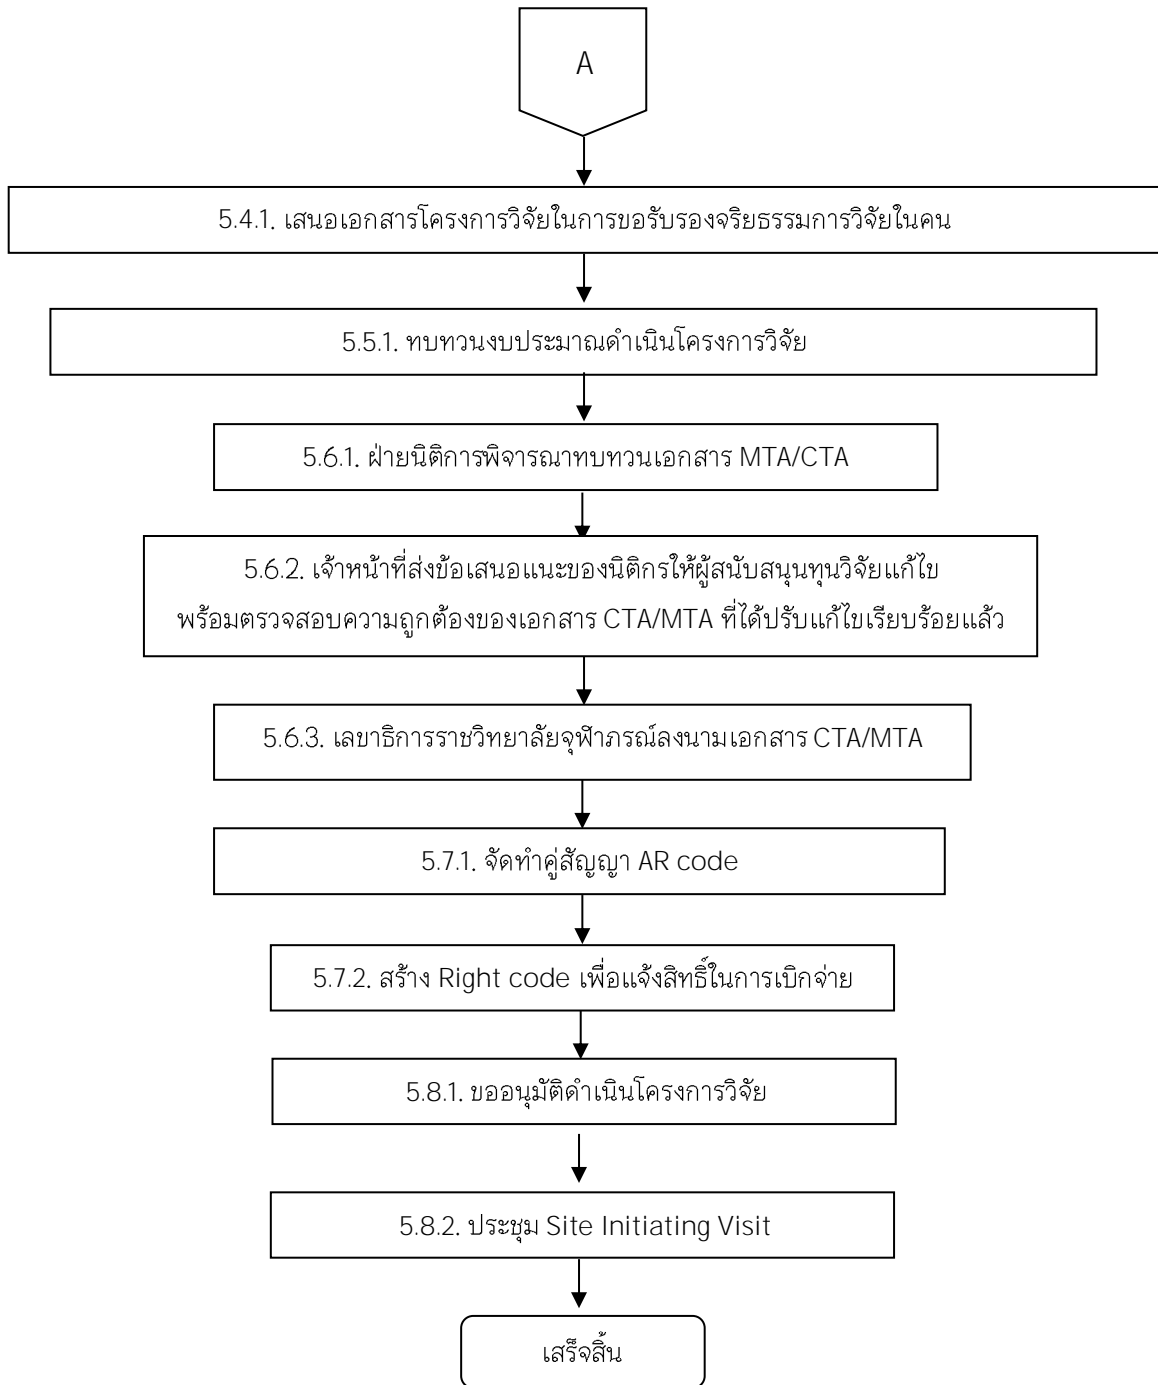 A
5.4.1. เสนอเอกสารโครงการวิจัยในการขอรับรองจริยธรรมการวิจัยในคน
5.5.1. ทบทวนงบประมาณดำเนินโครงการวิจัย
5.6.1. ฝ่ายนิติการพิจารณาทบทวนเอกสาร MTA/CTA
5.6.2. เจ้าหน้าที่ส่งข้อเสนอแนะของนิติกรให้ผู้สนับสนุนทุนวิจัยแก้ไข
พร้อมตรวจสอบความถูกต้องของเอกสาร CTA/MTA ที่ได้ปรับแก้ไขเรียบร้อยแล้ว
5.6.3. เลขาธิการราชวิทยาลัยจุฬาภรณ์ลงนามเอกสาร CTA/MTA
5.7.1. จัดทำคู่สัญญา AR code
5.7.2. สร้าง Right code เพื่อแจ้งสิทธิ์ในการเบิกจ่าย
5.8.1. ขออนุมัติดำเนินโครงการวิจัย
5.8.2. ประชุม Site Initiating Visit
เสร็จสิ้น